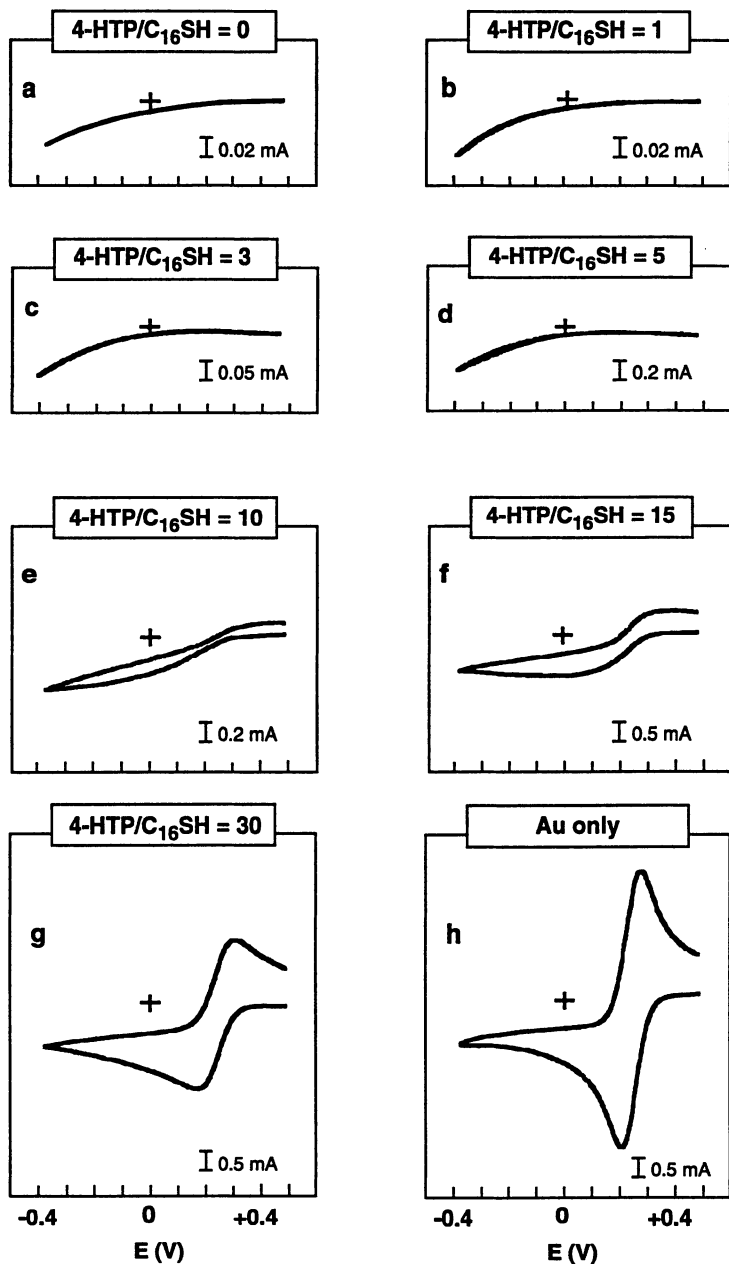 4-HTP/C16SH = 0
a
0.02 mA
4-HTP/C16SH = 1
b
0.02 mA
4-HTP/C16SH = 3
c
0.05 mA
4-HTP/C16SH = 5
d
0.2 mA
4-HTP/C16SH = 10
e
0.2 mA
4-HTP/C16SH = 15
f
0.5 mA
4-HTP/C16SH = 30
g
0.5 mA
-0.4 0 +0.4
E (V)
Au only
h
0.5 mA
-0.4 0 +0.4
E (V)